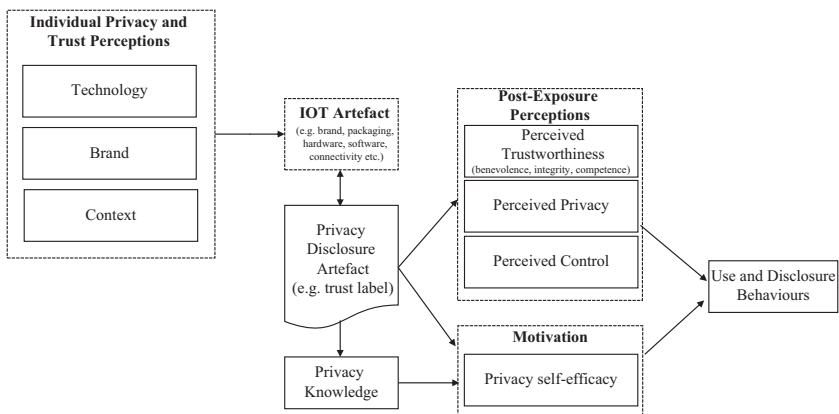 Individual Privacy and
Trust Perceptions
Technology
Brand
Context
IOT Artefact
(e.g. brand, packaging,
hardware, software,
connectivity etc.)
Privacy
Disclosure
Artefact
(e.g. trust label)
Privacy
Knowledge
Post-Exposure
Perceptions
Perceived
Trustworthiness
(benevolence, integrity, competence)
Perceived Privacy
Perceived Control
Motivation
Privacy self-efficacy
Use and Disclosure
Behaviours